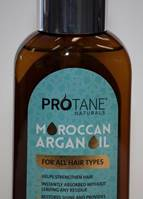 PROTANE
NATURALS
MOROCCAN
ARGAN OIL
FOR ALL HAIR TYPES
HELPS STRENGTHEN HAIR
INSTANTLY ABSORBED WITHOUT
LEAVING ANY RESIDUE
RESTORES SHINE AND PROVIDES